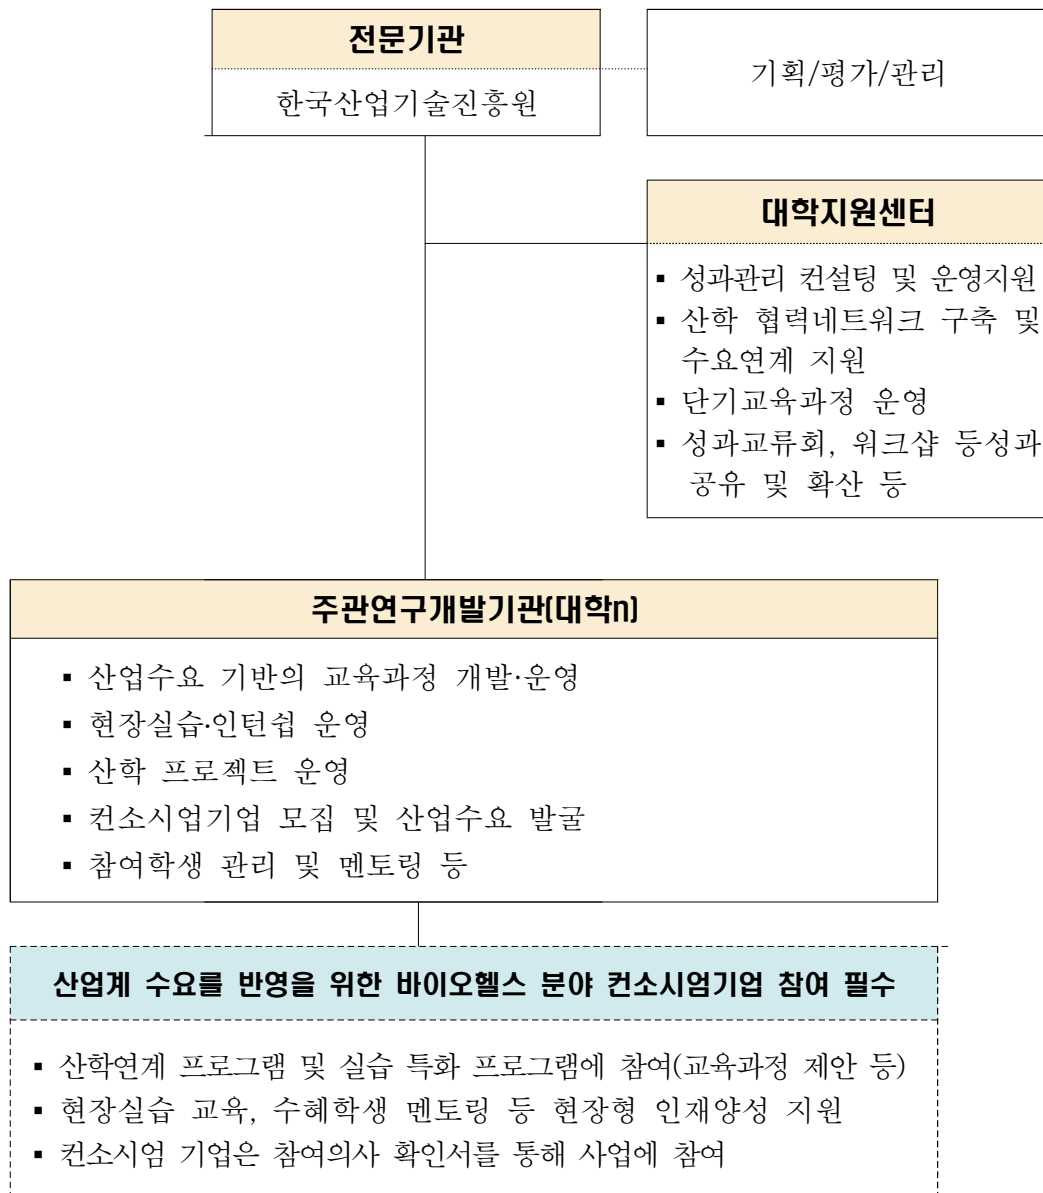 전문기관
한국산업기술진흥원
기획/평가/관리
대학지원센터
▪ 성과관리 컨설팅 및 운영지원
▪ 산학 협력네트워크 구축 및
수요연계 지원
▪ 단기교육과정 운영
▪ 성과교류회, 워크샵 등성과
공유 및 확산 등
주관연구개발기관(대학n)
▪ 산업수요 기반의 교육과정 개발·운영
▪ 현장실습·인턴쉽 운영
▪ 산학 프로젝트 운영
▪ 컨소시엄기업 모집 및 산업수요 발굴
▪ 참여학생 관리 및 멘토링 등
산업계 수요를 반영을 위한 바이오헬스 분야 컨소시엄기업 참여 필수
▪ 산학연계 프로그램 및 실습 특화 프로그램에 참여(교육과정 제안 등)
▪ 현장실습 교육, 수혜학생 멘토링 등 현장형 인재양성 지원
▪ 컨소시엄 기업은 참여의사 확인서를 통해 사업에 참여